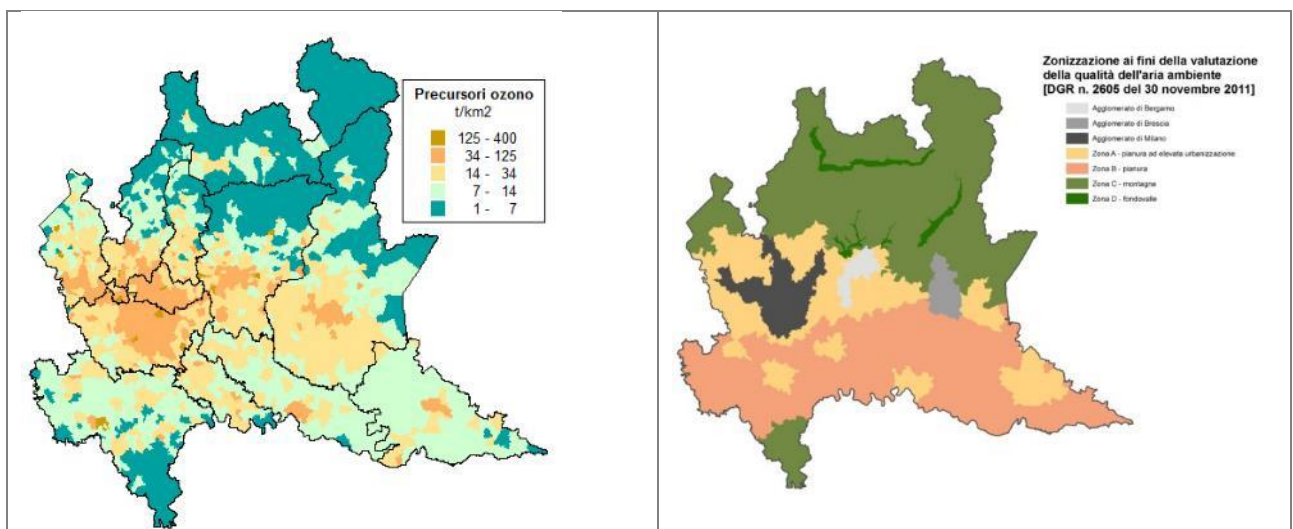 Precursori ozono
t/km2
125 - 400
34 - 125
14 - 34
7 - 14
1 - 7
Zonizzazione ai fini della valutazione
della qualità dell'aria ambiente
[DGR n. 2605 del 30 novembre 2011]
Agglomerato di Bergamo
Agglomerato di Brescia
Agglomerato di Milano
Zona A - pianura ad elevata urbanizzazione
Zona B - pianura
Zona C - montagna
Zona D - fondovalle